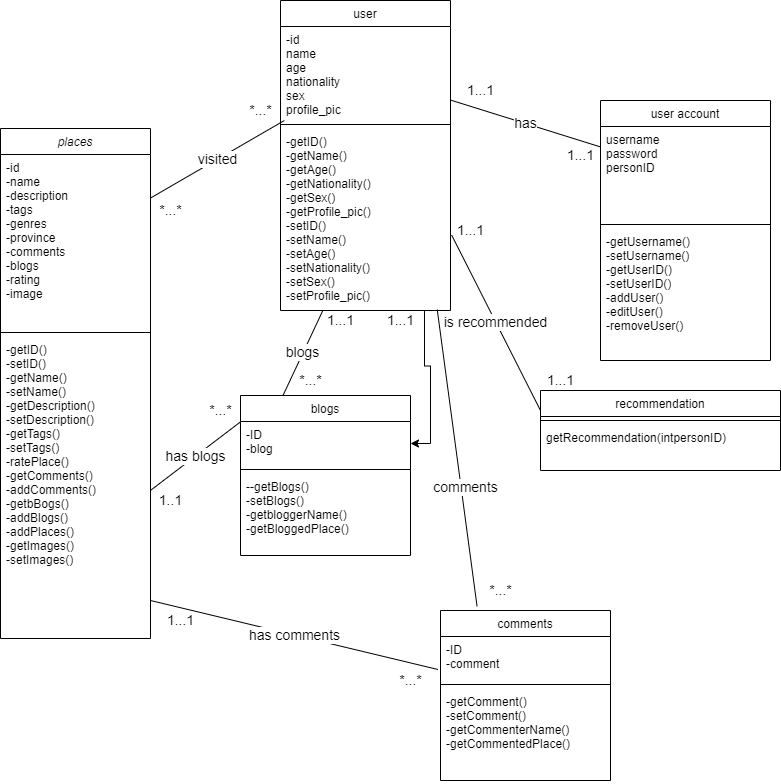 user
-id
name
age
nationality
sex
profile_pic
-getID()
-getName()
-getAge()
-getNationality()
-getSex()
-getProfile_pic()
-setID()
-setName()
-setAge()
-setNationality()
-setSex()
-setProfile_pic()
1...1
has
1...1
user account
username
password
personID
-getUsername()
-setUsername()
-getUserID()
-setUserID()
-addUser()
-editUser()
-removeUser()
*...*
visited
*...*
places
-id
-name
-description
-tags
-genres
-province
-comments
-blogs
-rating
-image
-getID()
-setID()
-getName()
-setName()
-getDescription()
-setDescription()
-getTags()
-setTags()
-ratePlace()
-getComments()
-addComments()
-getbBogs()
-addBlogs()
-addPlaces()
-getImages()
-setImages()
1...1
is recommended
1...1
recommendation
getRecommendation(intpersonID)
1...1
1...1
blogs
*...*
*...*
has blogs
1..1
blogs
-ID
-blog
--getBlogs()
-setBlogs()
-getbloggerName()
-getBloggedPlace()
comments
*...*
1...1
has comments
*...*
comments
-ID
-comment
-getComment()
-setComment()
-getCommenterName()
-getCommentedPlace()